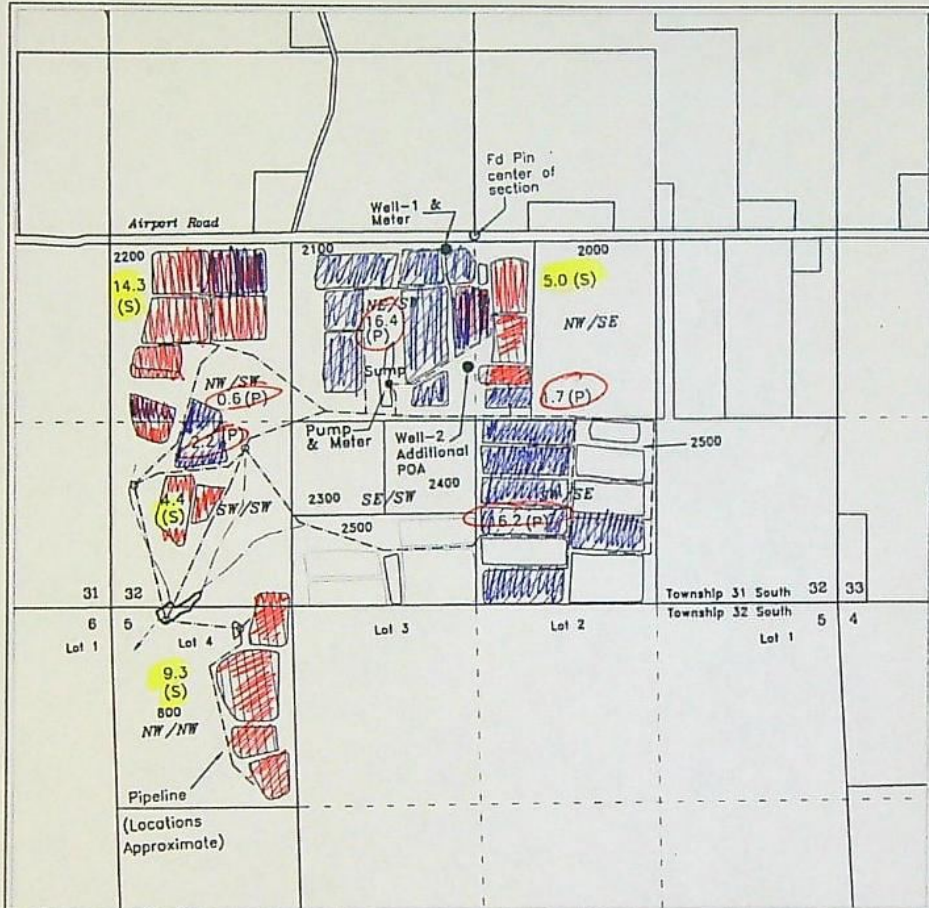 Fd Pin
center of
section
Well-1 &
Meter
Airport Road
2200
2100
2000
14.3
(S)
5.0 (S)
NE/SW
16.4
(P)
NW/SE
Sump
NW/SW
0.6 (P)
1.7 (P)
2.2 (P)
Pump
& Meter
Well-2
Additional
POA
2500
2300
SE/SW
2400
SW/SE
4.4
(S)
SW/SW
16.2 (P)
2500
31
32
Township 31 South
32
33
6
5
Township 32 South
5
4
Lot 1
Lot 4
Lot 3
Lot 2
Lot 1
9.3
(S)
800
NW/NW
Pipeline
(Locations
Approximate)